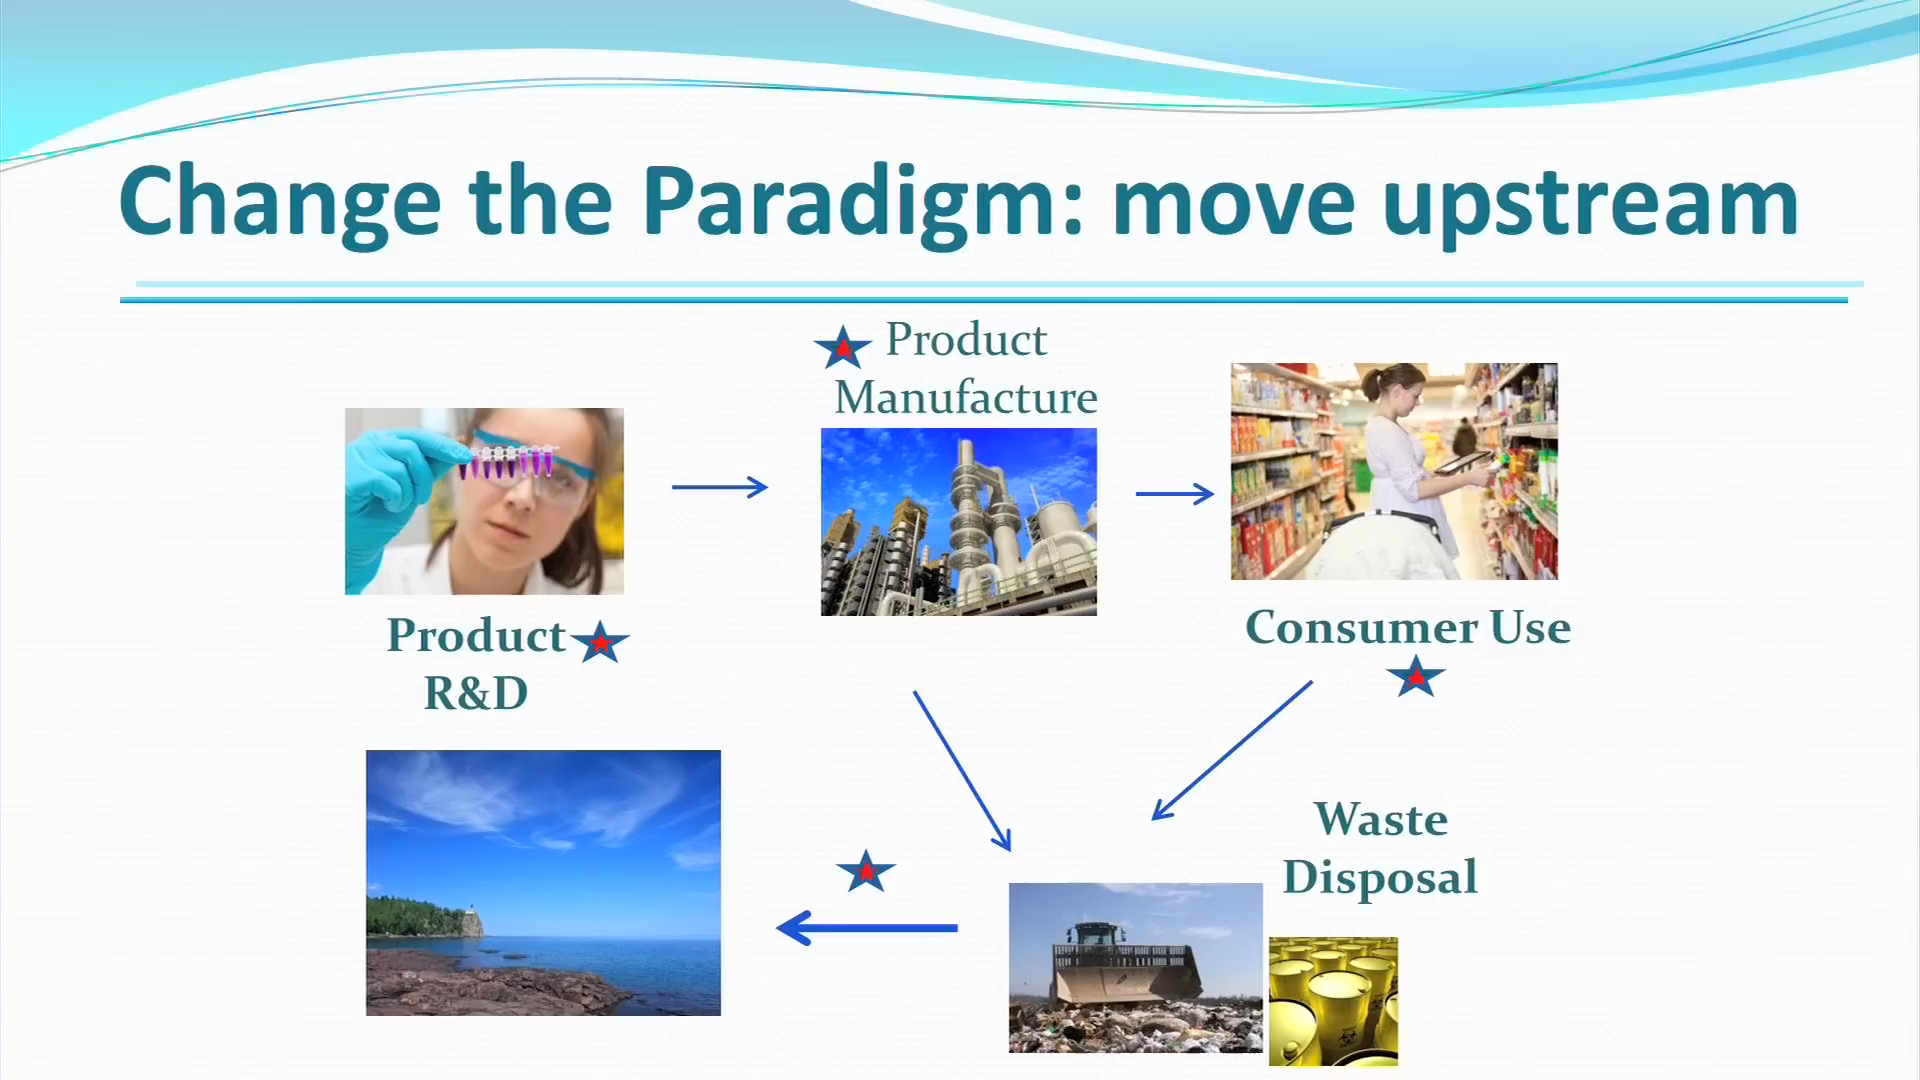 Change the Paradigm: move upstream
Product
Manufacture
Product
R&D
Consumer Use
Waste
Disposal